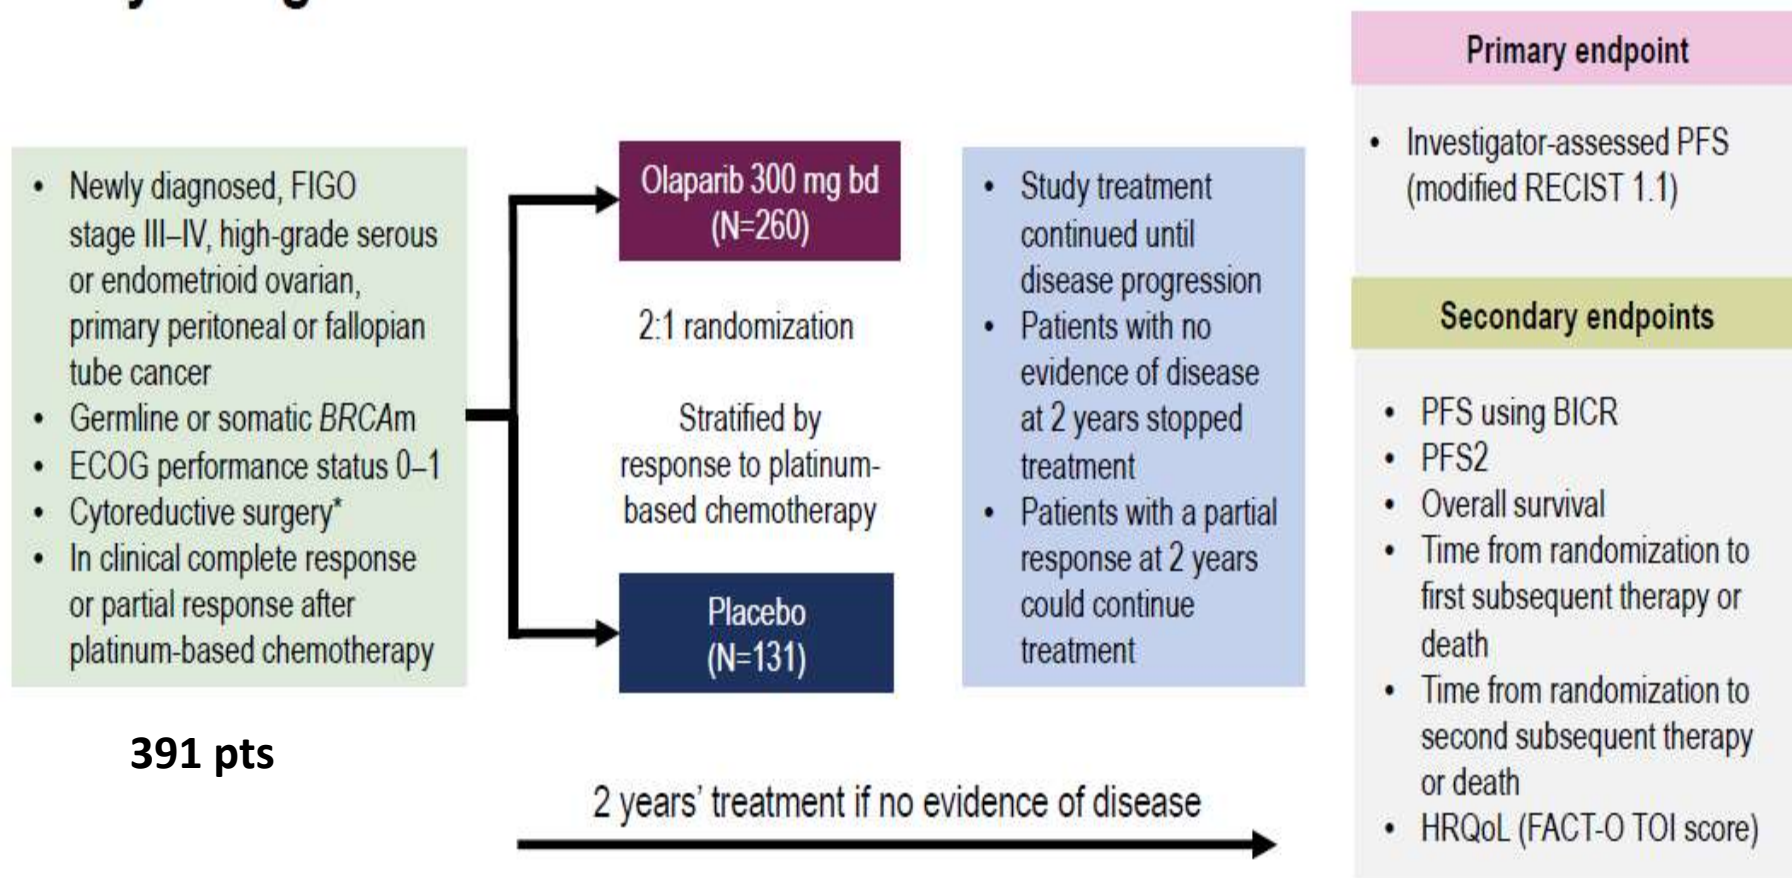 • Newly diagnosed, FIGO
stage III–IV, high-grade serous
or endometrioid ovarian,
primary peritoneal or fallopian
tube cancer
• Germline or somatic BRCAm
• ECOG performance status 0–1
• Cytoreductive surgery*
• In clinical complete response
or partial response after
platinum-based chemotherapy
391 pts
Olaparib 300 mg bd
(N=260)
2:1 randomization
Stratified by
response to platinum-
based chemotherapy
Placebo
(N=131)
• Study treatment
continued until
disease progression
• Patients with no
evidence of disease
at 2 years stopped
treatment
• Patients with a partial
response at 2 years
could continue
treatment
2 years’ treatment if no evidence of disease
Primary endpoint
• Investigator-assessed PFS
(modified RECIST 1.1)
Secondary endpoints
• PFS using BICR
• PFS2
• Overall survival
• Time from randomization to
first subsequent therapy or
death
• Time from randomization to
second subsequent therapy
or death
• HRQoL (FACT-O TOI score)